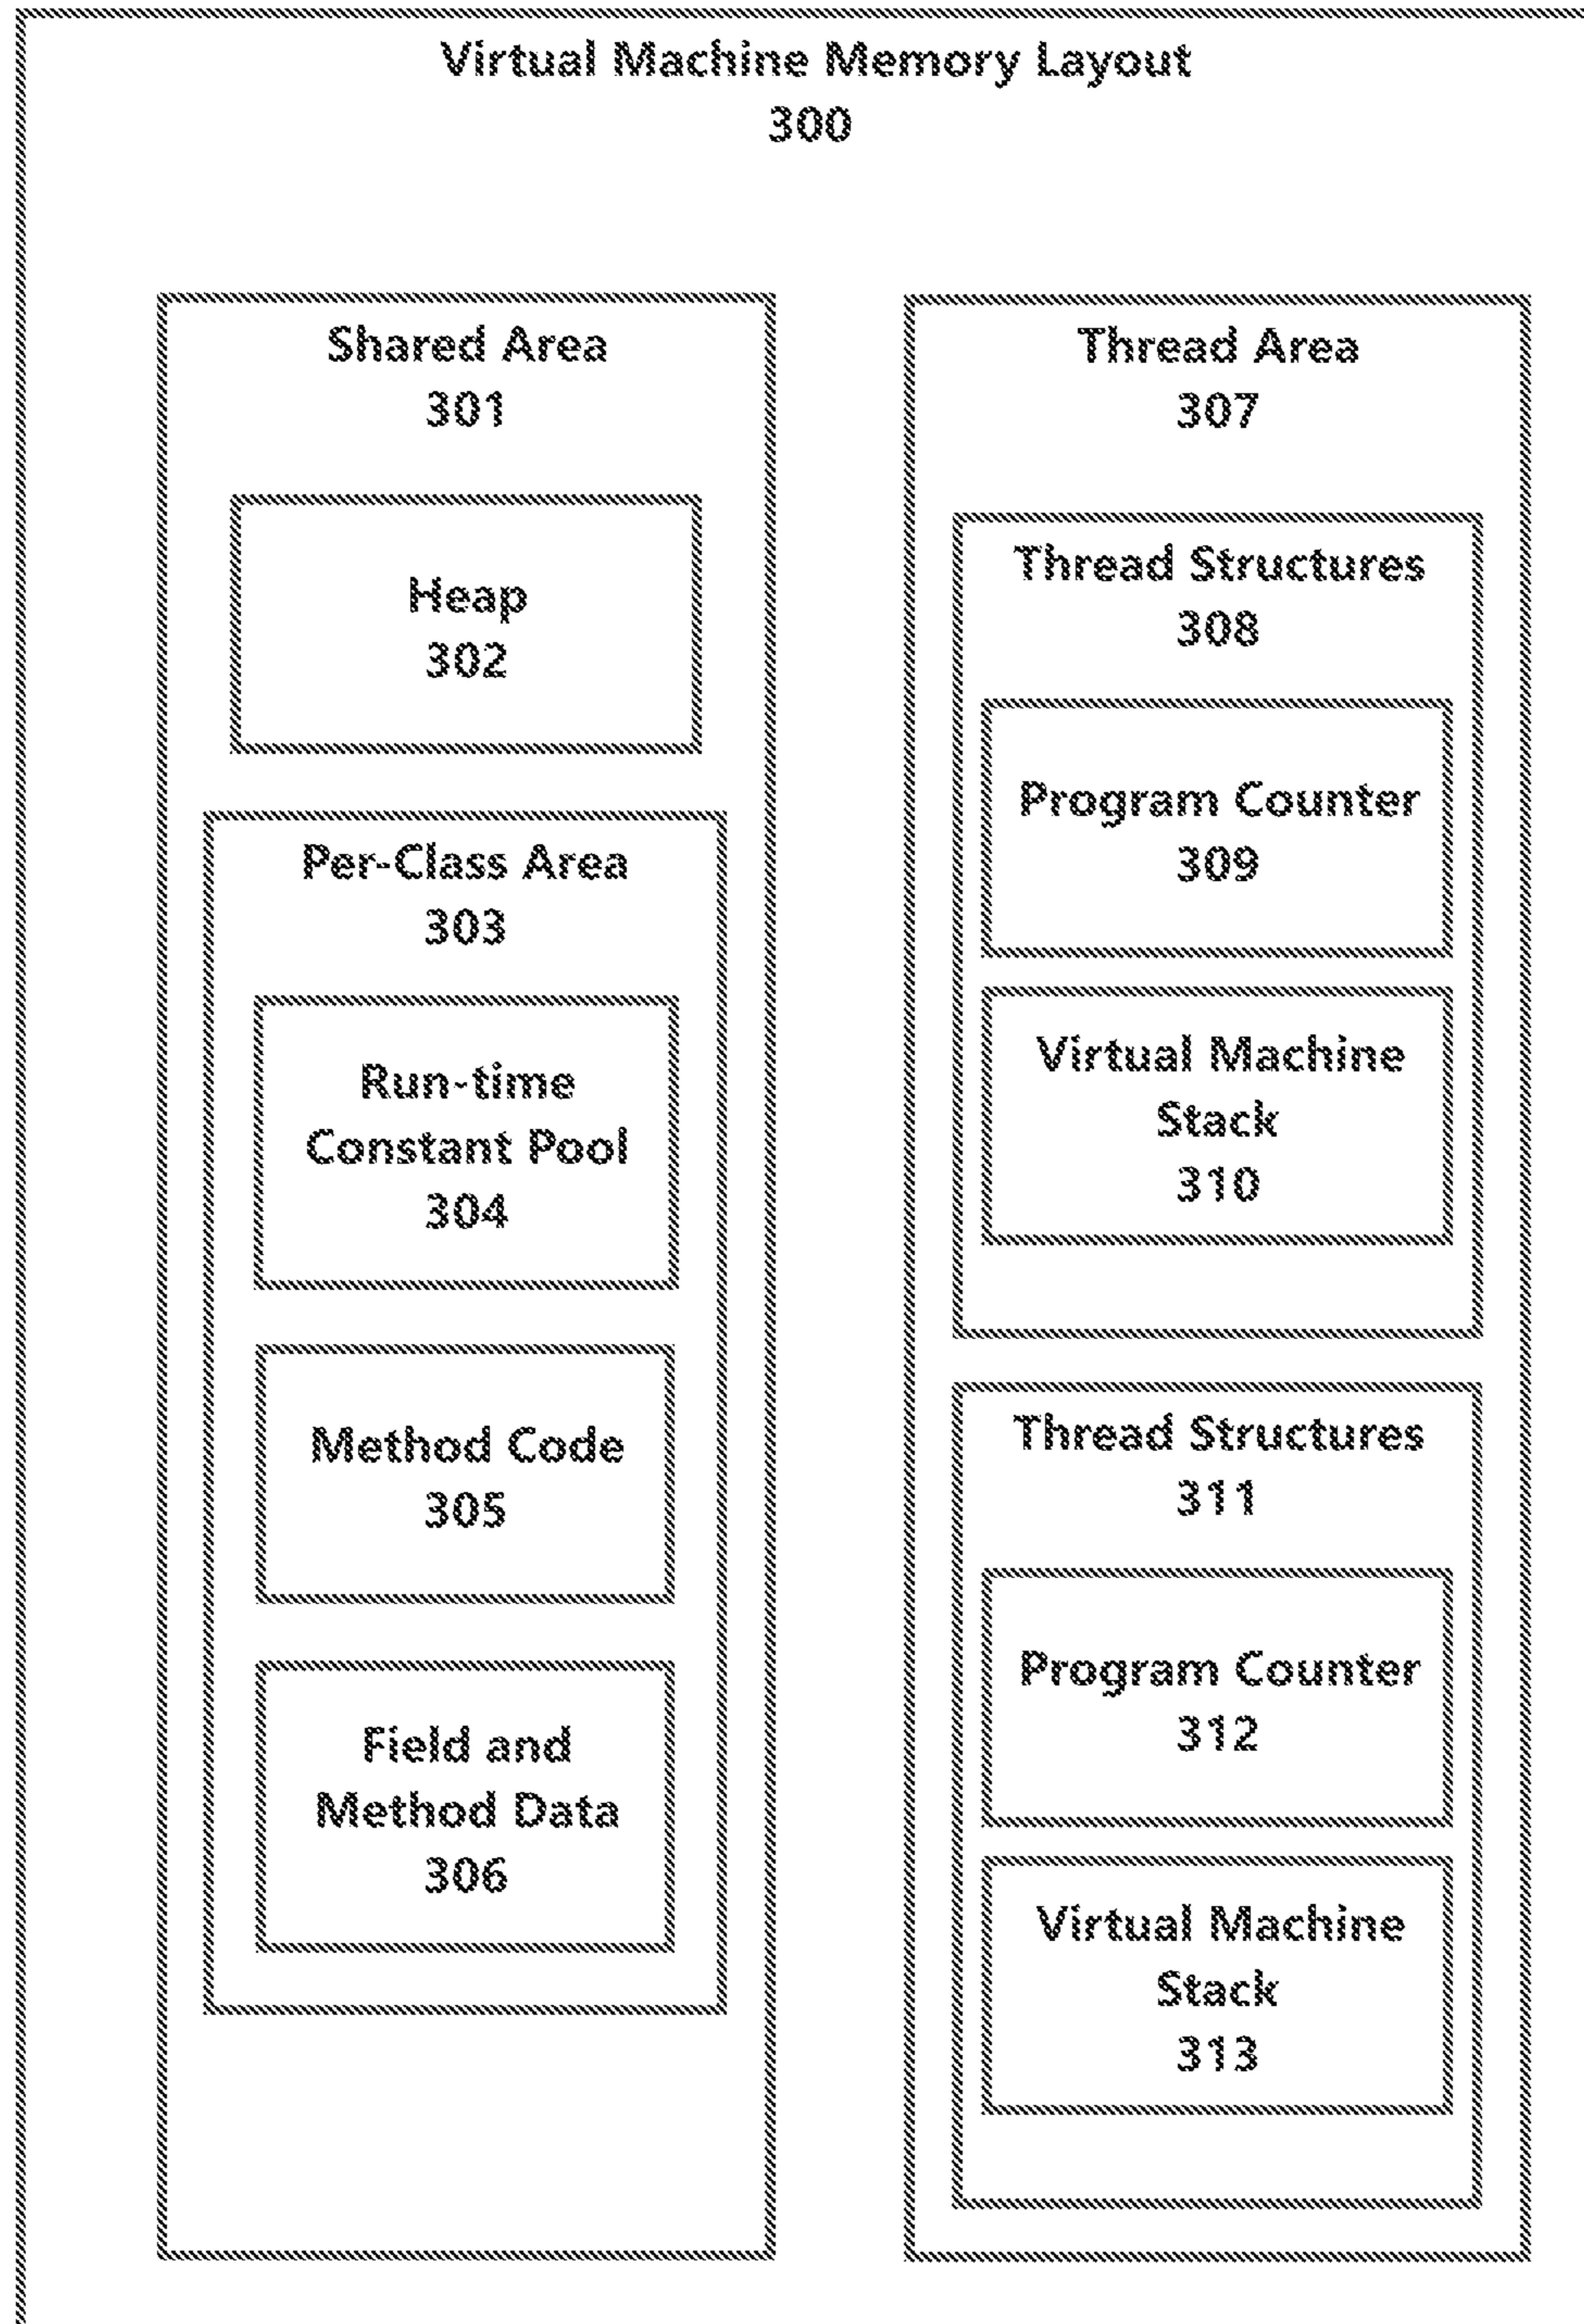 Virtual Machine Memory Layout
300
Shared Area
301
Heap
302
Per-Class Area
303
Run-time
Constant Pool
304
Method Code
305
Field and
Method Data
306
Thread Area
307
Thread Structures
308
Program Counter
309
Virtual Machine
Stack
310
Thread Structures
311
Program Counter
312
Virtual Machine
Stack
313